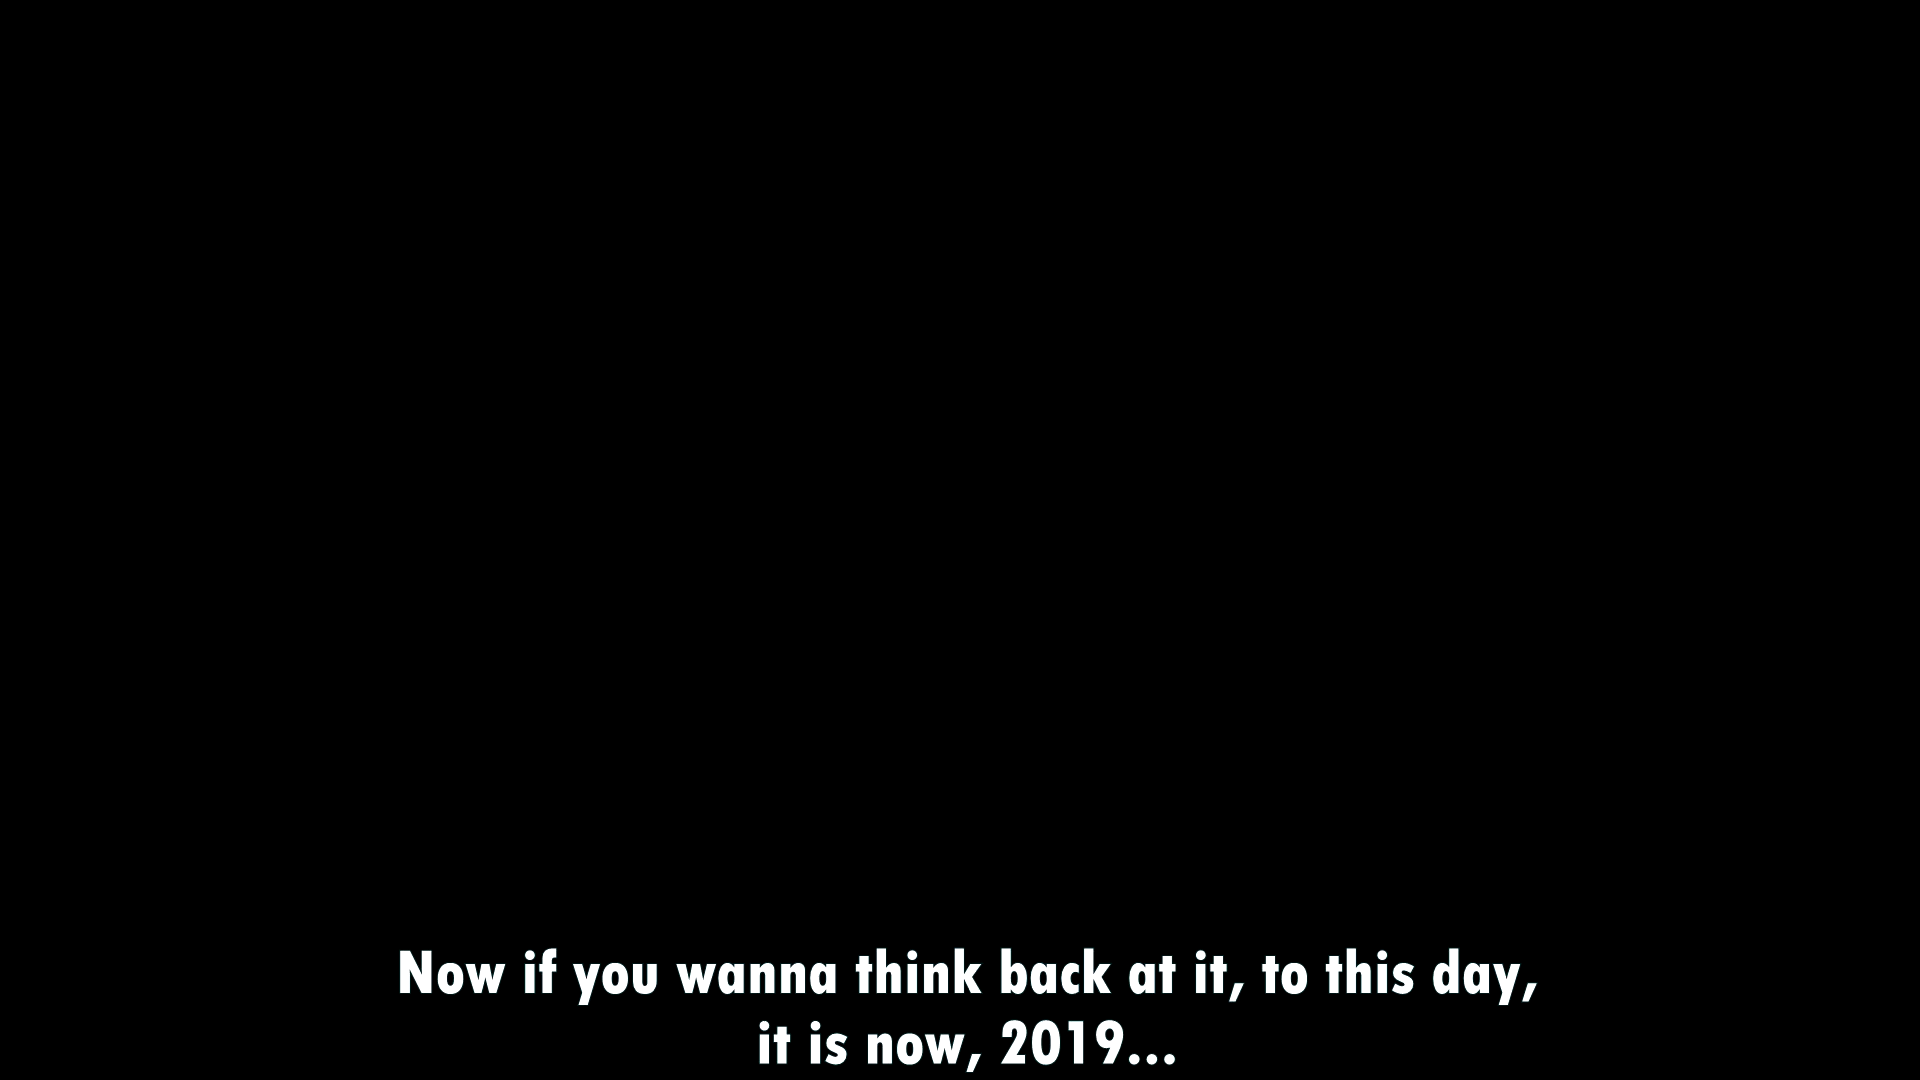 Now if you wanna think back at it, to this day,
it is now, 2019...